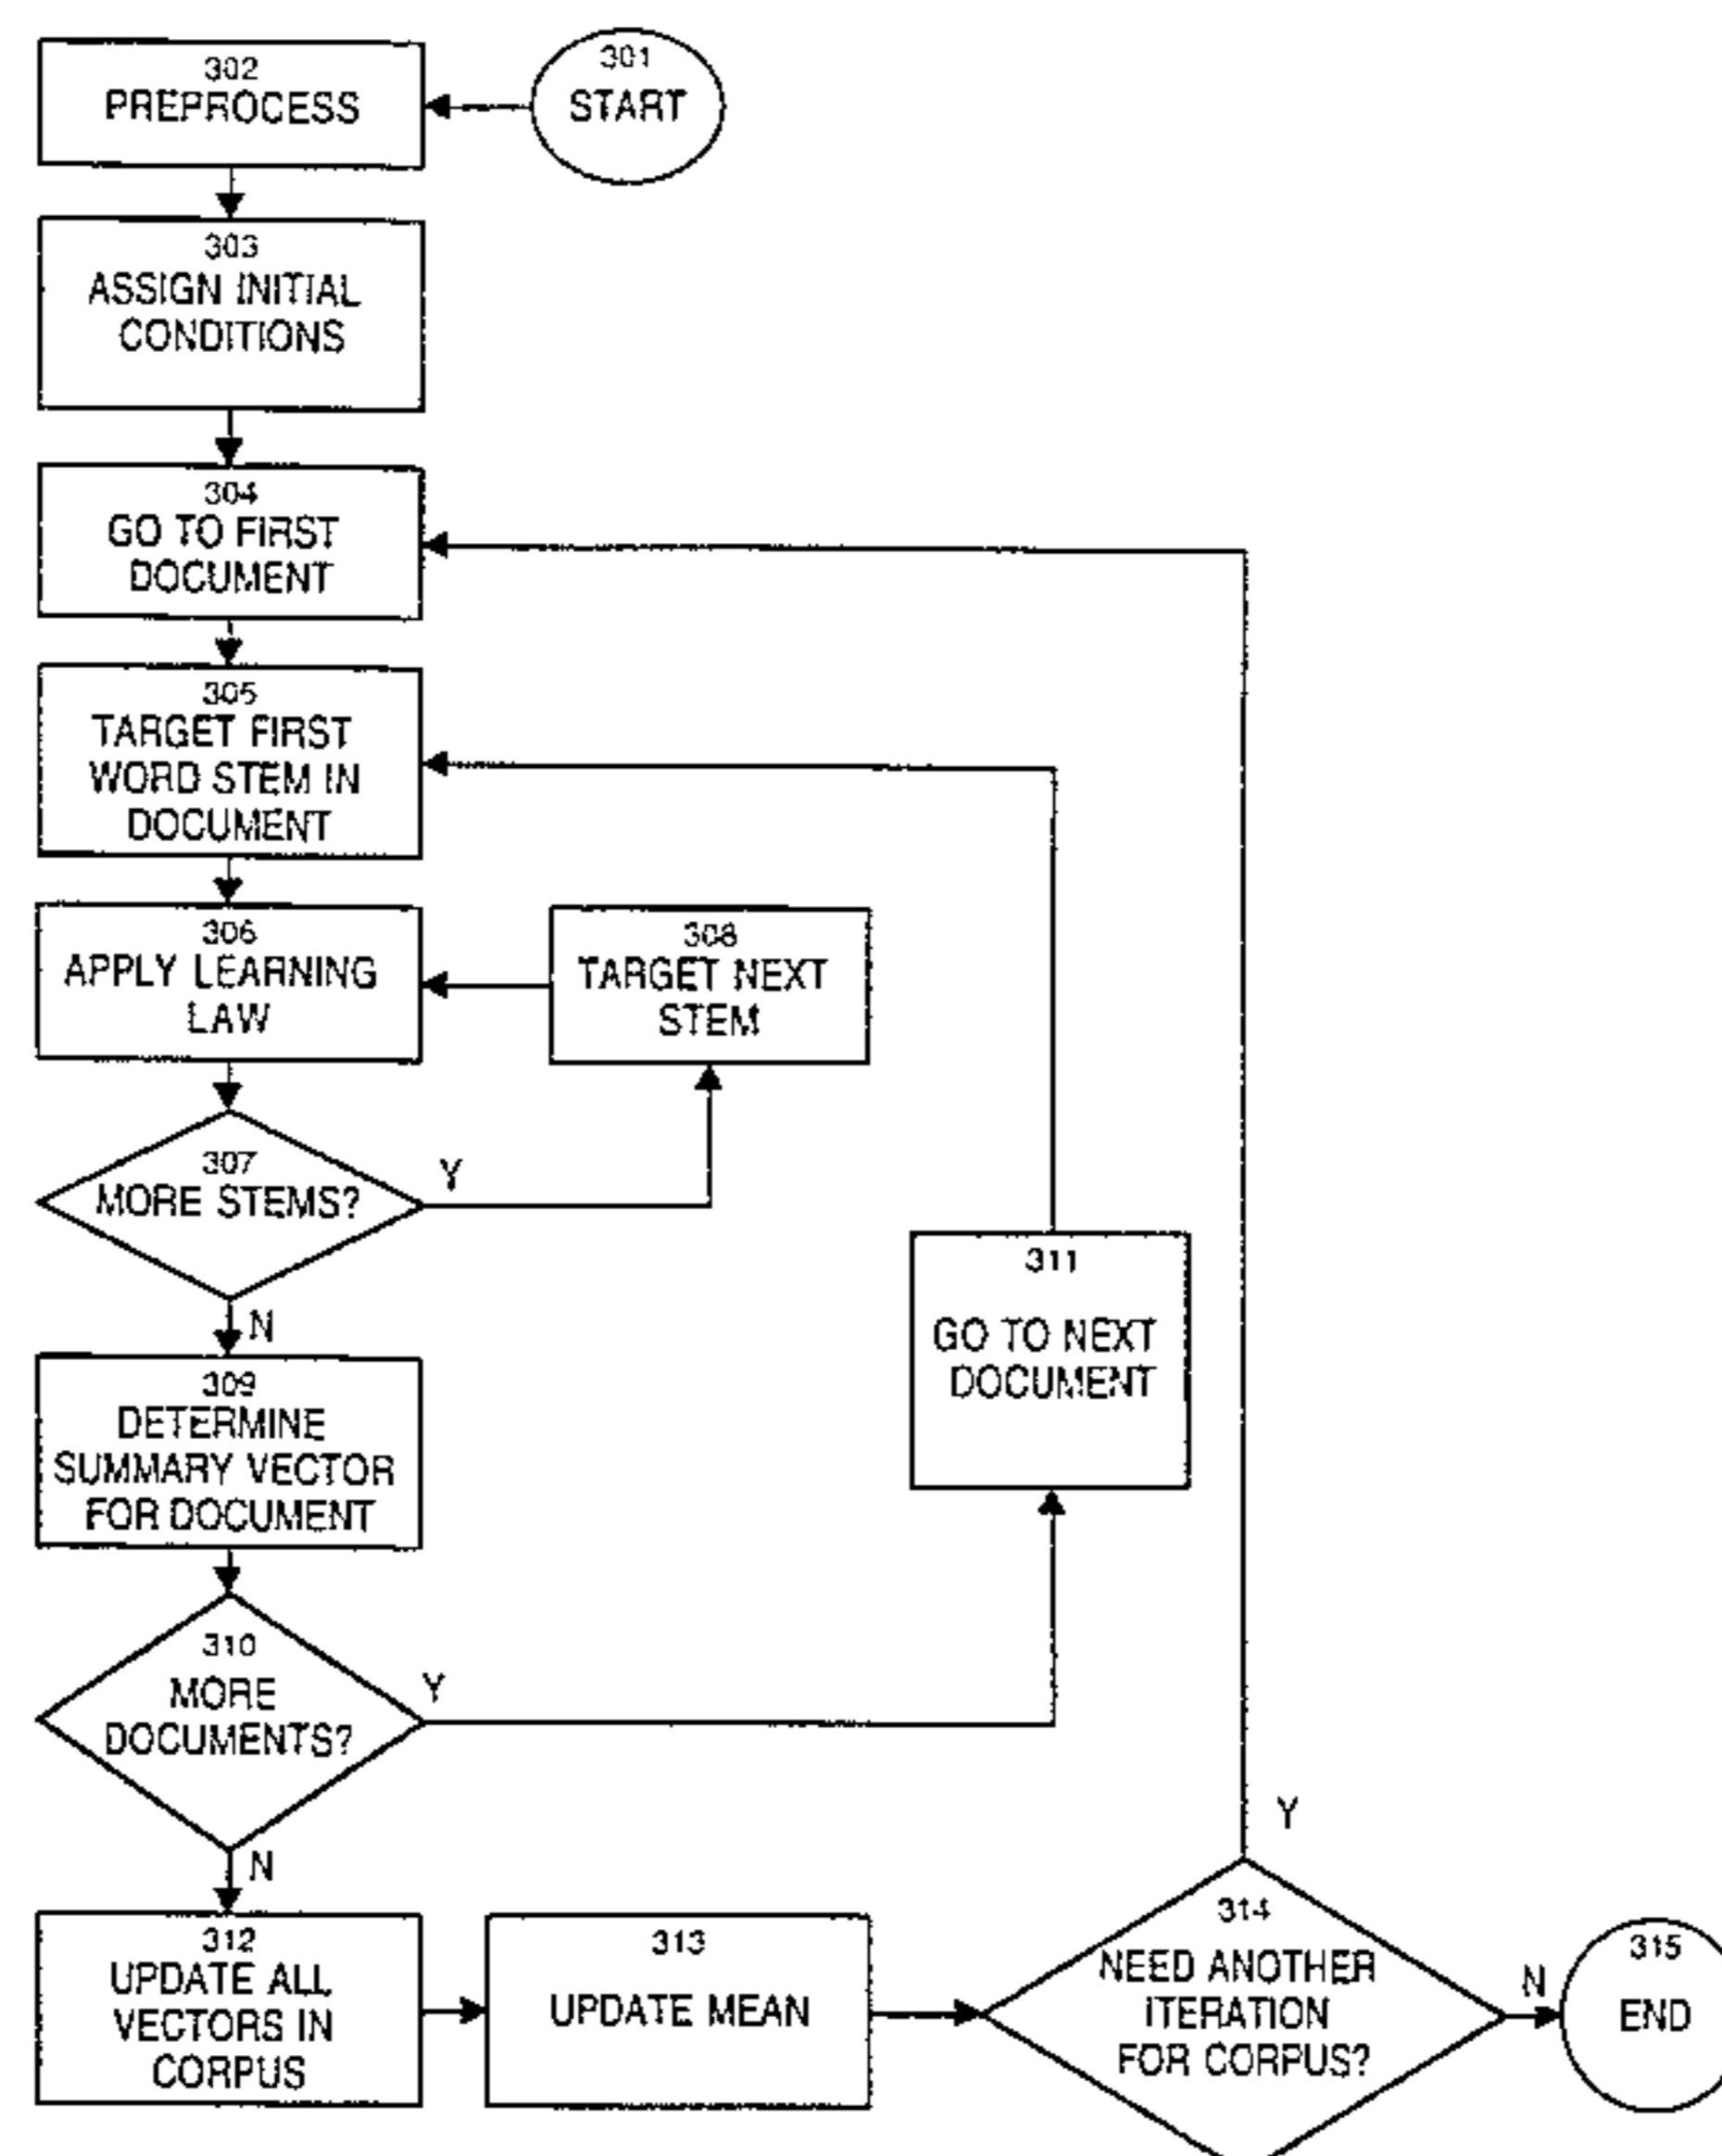 302
PREPROCESS
301
START
303
ASSIGN INITIAL
CONDITIONS
304
GO TO FIRST
DOCUMENT
305
TARGET FIRST
WORD STEM IN
DOCUMENT
306
APPLY LEARNING
LAW
308
TARGET NEXT
STEM
307
MORE STEMS?
Y
N
311
GO TO NEXT
DOCUMENT
309
DETERMINE
SUMMARY VECTOR
FOR DOCUMENT
310
MORE
DOCUMENTS?
Y
N
312
UPDATE ALL
VECTORS IN
CORPUS
313
UPDATE MEAN
Y
314
NEED ANOTHER
ITERATION
FOR CORPUS?
N
315
END